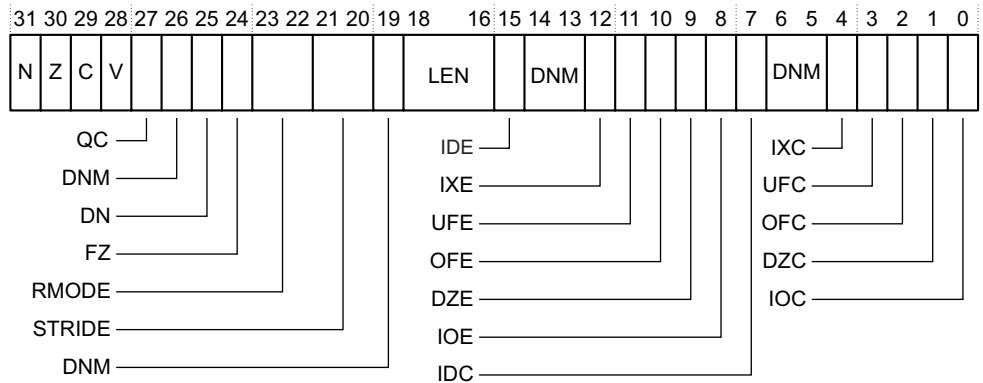 31 30 29 28 27 26 25 24 23 22 21 20 19 18 16 15 14 13 12 11 10 9 8 7 6 5 4 3 2 1 0
N Z C V LEN DNM DNM
QC IDE IXC
DNM IXE UFC
DN UFE OFC
FZ OFE DZC
RMODE DZE IOC
STRIDE IOE
DNM IDC